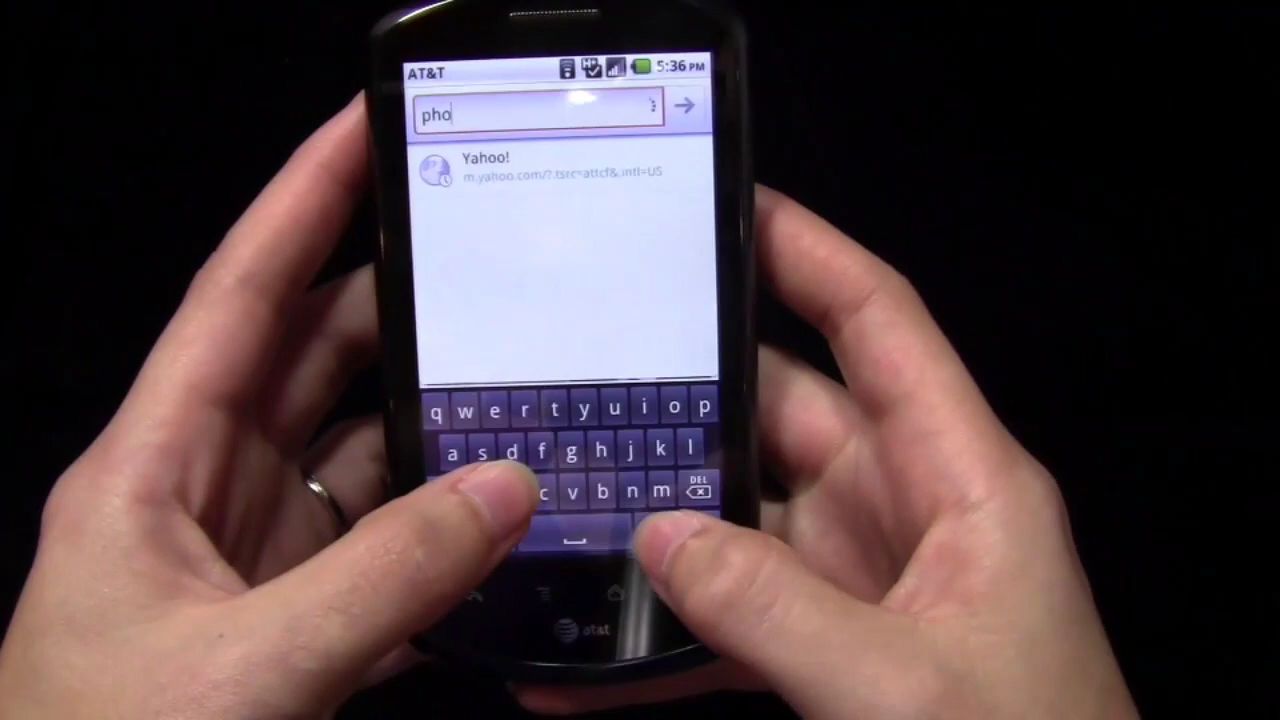 AT&T 5:36 PM
pho
Yahoo!
m.yahoo.com/?.tsrc=attcf&.intl=US
q w e r t y u i o p
a s d f g h j k l
c v b n m DEL
at&t